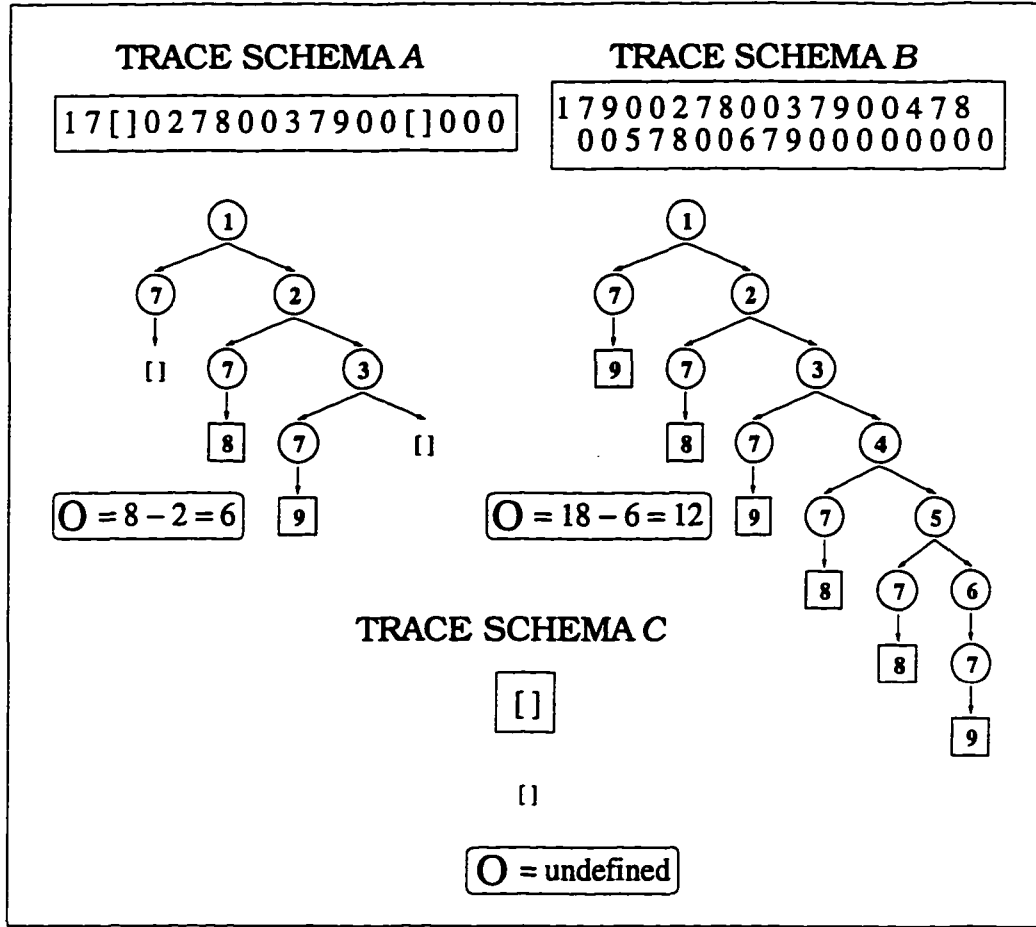 TRACE SCHEMA A
1 7 [ ] 0 2 7 8 0 0 3 7 9 0 0 [ ] 0 0 0
1
7 2
[ ] 7 3
8 7 [ ]
O = 8 – 2 = 6
9
TRACE SCHEMA B
1 7 9 0 0 2 7 8 0 0 3 7 9 0 0 4 7 8
0 0 5 7 8 0 0 6 7 9 0 0 0 0 0 0 0 0
1
7 2
9 7 3
8 7 4
O = 18 – 6 = 12
9 7 5
8 7 6
8 7
9
TRACE SCHEMA C
[ ]
[ ]
O = undefined